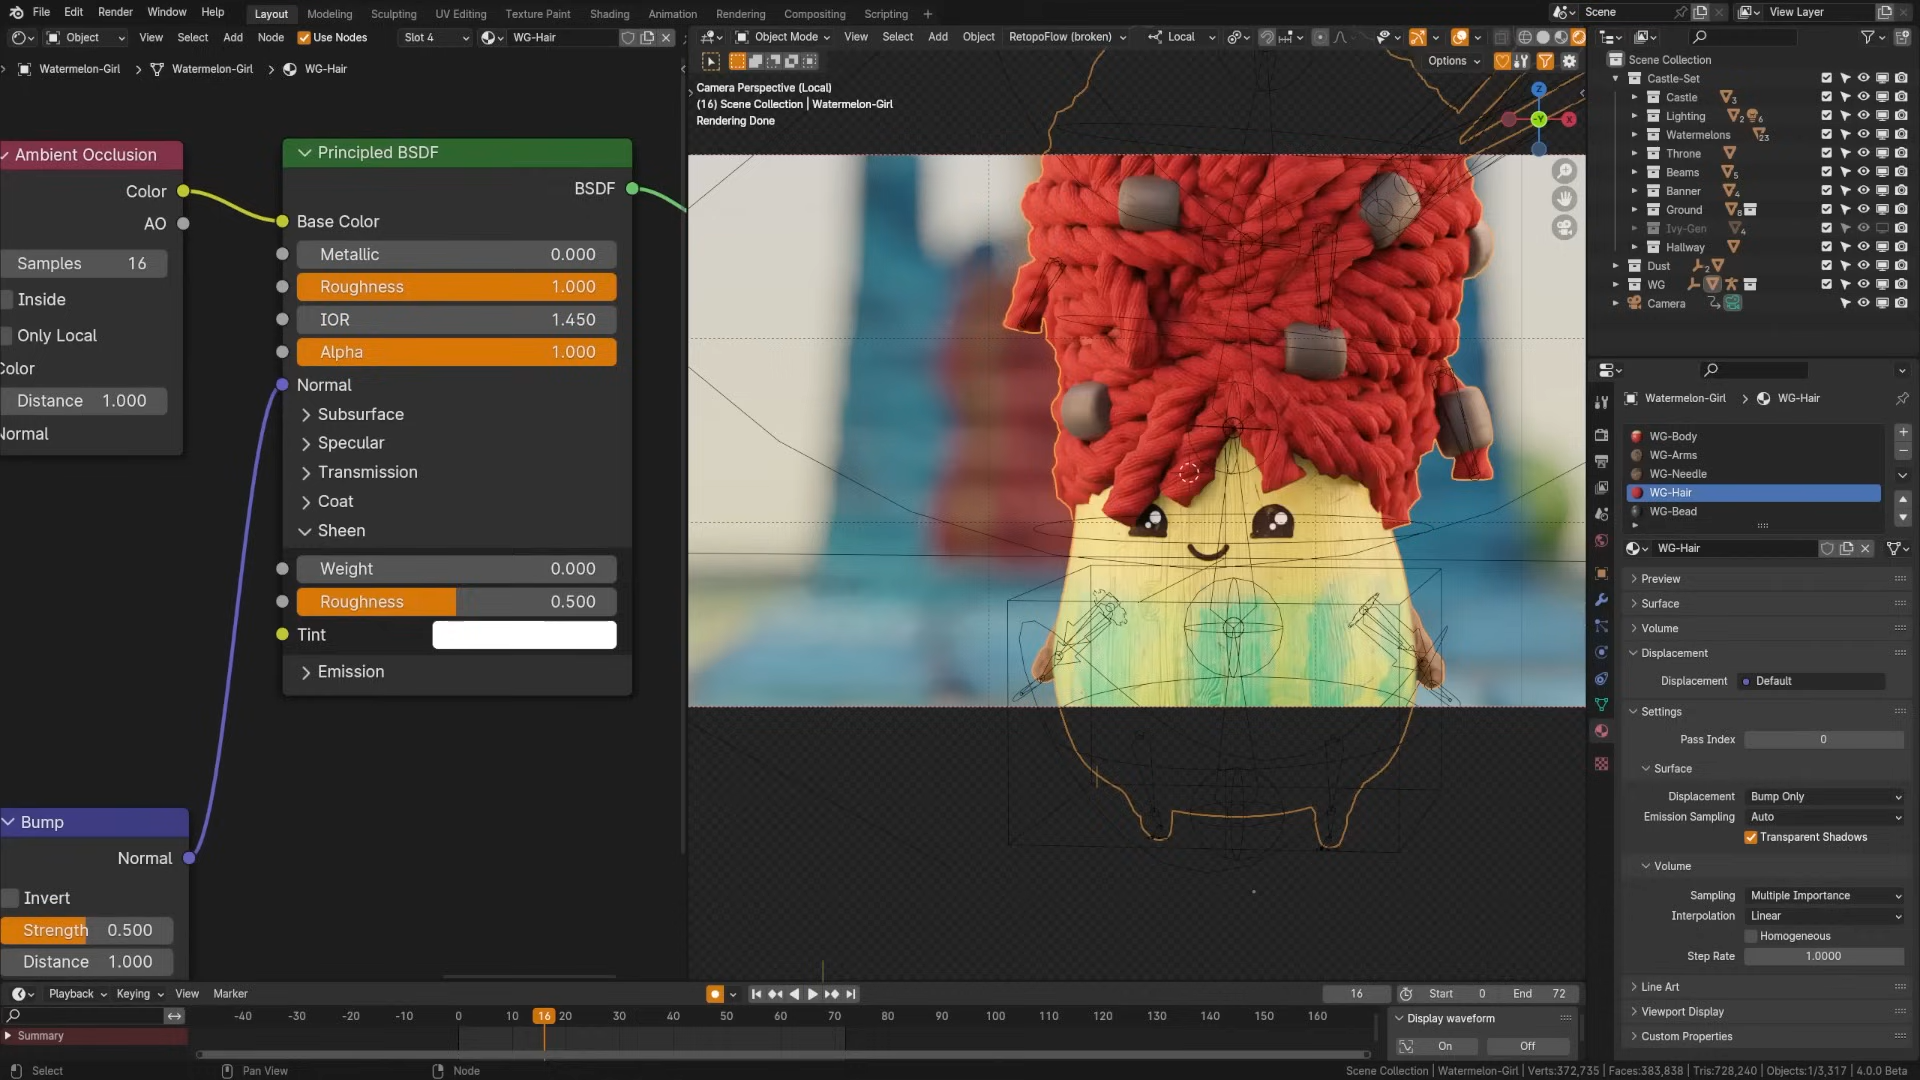 File Edit Render Window Help Layout Modeling Sculpting UV Editing Texture Paint Shading Animation Rendering Compositing Scripting + Scene View Layer
Object View Select Add Node Use Nodes Slot 4 WG-Hair
Object Mode View Select Add Object RetopoFlow (broken) Local
Watermelon-Girl > Watermelon-Girl > WG-Hair
Options
Camera Perspective (Local)
(16) Scene Collection | Watermelon-Girl
Rendering Done
Z
-Y
X
Ambient Occlusion
Color
AO
Samples 16
Inside
Only Local
Color
Distance 1.000
Normal
Principled BSDF
BSDF
Base Color
Metallic 0.000
Roughness 1.000
IOR 1.450
Alpha 1.000
Normal
Subsurface
Specular
Transmission
Coat
Sheen
Weight 0.000
Roughness 0.500
Tint
Emission
Bump
Normal
Invert
Strength 0.500
Distance 1.000
Scene Collection
Castle-Set
Castle 3
Lighting 2 6
Watermelons 23
Throne
Beams 5
Banner 4
Ground 8
Ivy-Gen 4
Hallway
Dust 2
WG
Camera
Watermelon-Girl > WG-Hair
WG-Body
WG-Arms
WG-Needle
WG-Hair
WG-Bead
WG-Hair
Preview
Surface
Volume
Displacement
Displacement Default
Settings
Pass Index 0
Surface
Displacement Bump Only
Emission Sampling Auto
Transparent Shadows
Volume
Sampling Multiple Importance
Interpolation Linear
Homogeneous
Step Rate 1.0000
Line Art
Viewport Display
Custom Properties
Playback Keying View Marker 16 Start 0 End 72
-40 -30 -20 -10 0 10 16 20 30 40 50 60 70 80 90 100 110 120 130 140 150 160
Summary
Display waveform
On Off
Select Pan View Node Scene Collection | Watermelon-Girl | Verts:372,735 | Faces:383,838 | Tris:728,240 | Objects:1/3,317 | 4.0.0 Beta